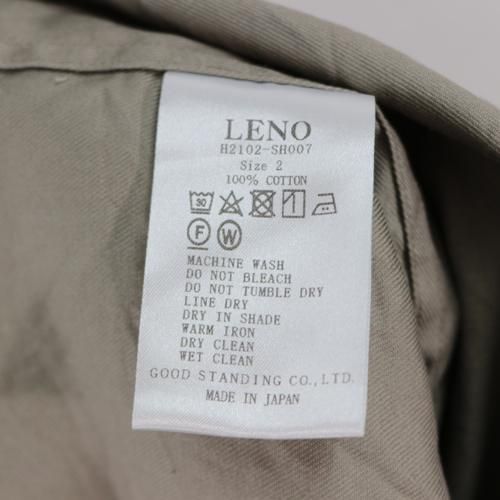 LENO
H2102-SH007
Size 2
100% COTTON
30
F W
MACHINE WASH
DO NOT BLEACH
DO NOT TUMBLE DRY
LINE DRY
DRY IN SHADE
WARM IRON
DRY CLEAN
WET CLEAN
GOOD STANDING CO., LTD.
MADE IN JAPAN